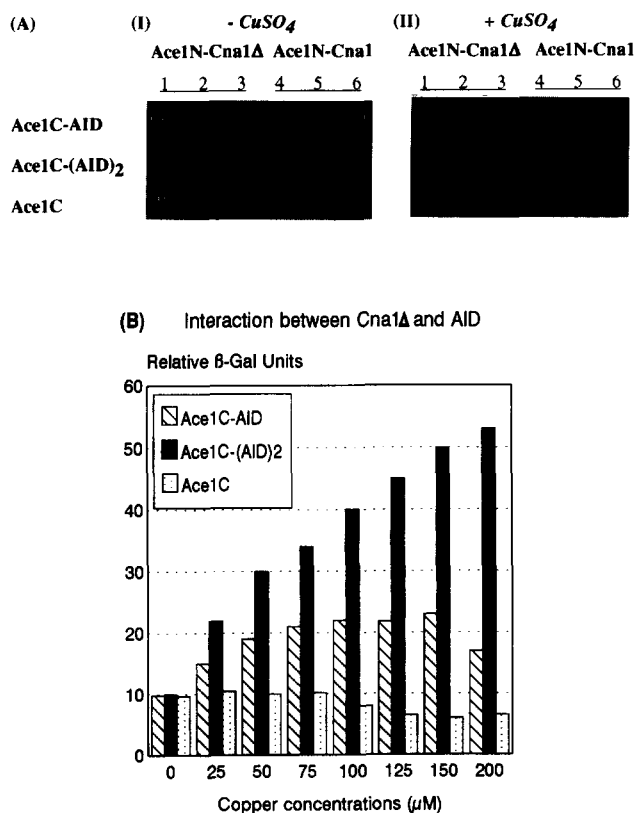 (A) (I) - CuSO₄ (II) + CuSO₄
Ace1N-Cna1Δ Ace1N-Cna1 Ace1N-Cna1Δ Ace1N-Cna1
1 2 3 4 5 6 1 2 3 4 5 6
Ace1C-AID
Ace1C-(AID)₂
Ace1C
(B) Interaction between Cna1Δ and AID
Relative β-Gal Units
60
50
40
30
20
10
0
Ace1C-AID
Ace1C-(AID)2
Ace1C
0 25 50 75 100 125 150 200
Copper concentrations (μM)